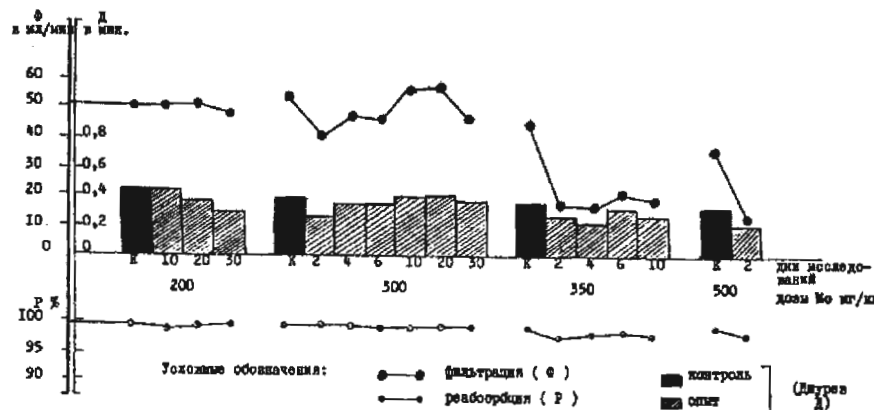 Ф Д
в мл/мин в мин.
60
50
40 0,8
30 0,6
20 0,4
10 0,2
0 0
К 10 20 30 К 2 4 6 10 20 30 К 2 4 6 10 К 2 дни исследо-
ваний
200 300 350 500 дозы Мо мг/кг
Р %
100
95
90
Условные обозначения: фильтрация ( Ф ) контроль
реабсорбция ( Р ) опыт
(Диурез
Д)